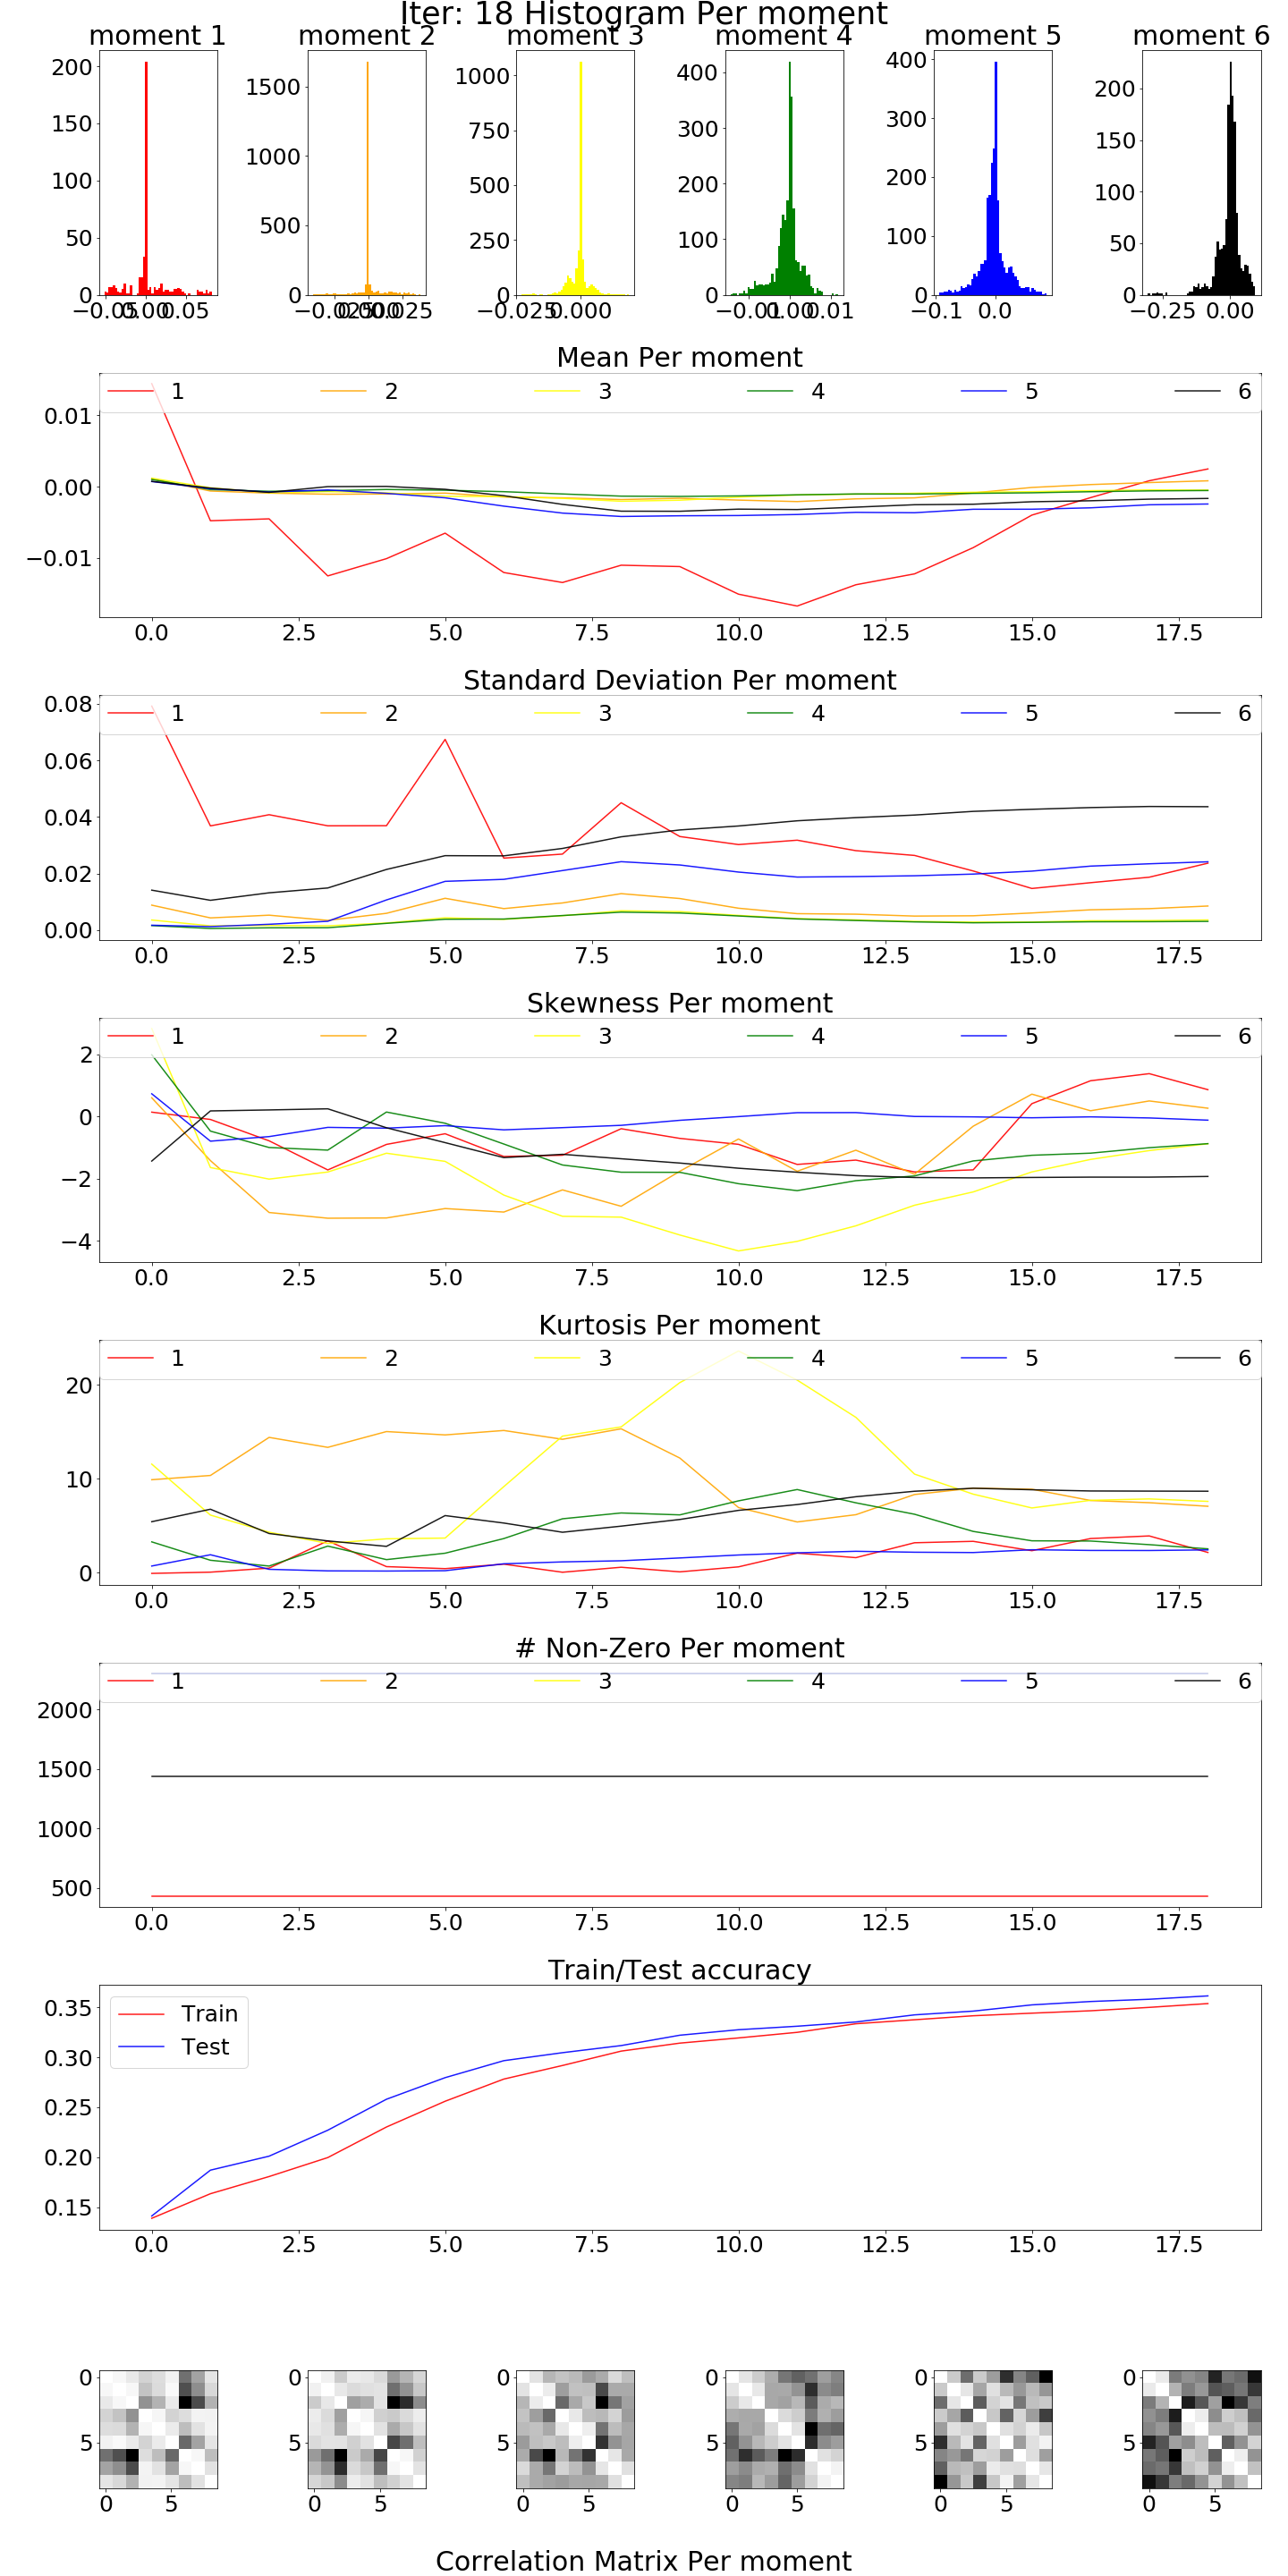 Iter: 18 Histogram Per moment
moment 1 moment 2 moment 3 moment 4 moment 5 moment 6
200
150
100
50
0
0.05
1500
1000
500
0
1000
750
500
250
0
−0.025 0.000
400
300
200
100
0
0.01
400
300
200
100
0
−0.1 0.0
200
150
100
50
0
−0.25 0.00
Mean Per moment
1 2 3 4 5 6
0.01
0.00
−0.01
0.0 2.5 5.0 7.5 10.0 12.5 15.0 17.5
Standard Deviation Per moment
1 2 3 4 5 6
0.08
0.06
0.04
0.02
0.00
0.0 2.5 5.0 7.5 10.0 12.5 15.0 17.5
Skewness Per moment
1 2 3 4 5 6
2
0
−2
−4
0.0 2.5 5.0 7.5 10.0 12.5 15.0 17.5
Kurtosis Per moment
1 2 3 4 5 6
20
10
0
0.0 2.5 5.0 7.5 10.0 12.5 15.0 17.5
# Non-Zero Per moment
1 2 3 4 5 6
2000
1500
1000
500
0.0 2.5 5.0 7.5 10.0 12.5 15.0 17.5
Train/Test accuracy
Train
Test
0.35
0.30
0.25
0.20
0.15
0.0 2.5 5.0 7.5 10.0 12.5 15.0 17.5
0 0 0 0 0 0
5 5 5 5 5 5
0 5 0 5 0 5 0 5 0 5 0 5
Correlation Matrix Per moment